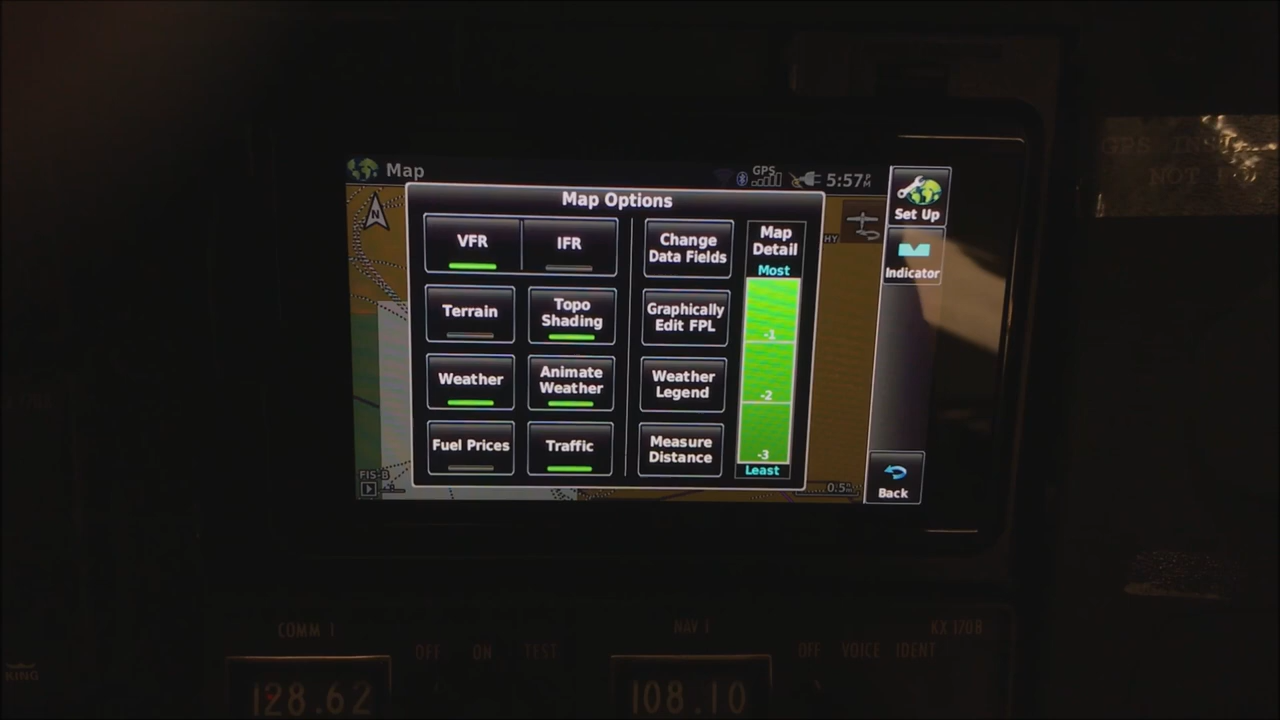 Map
GPS
5:57 PM
N
Map Options
VFR
IFR
Change
Data Fields
Map
Detail
Most
Terrain
Topo
Shading
Graphically
Edit FPL
-1
Weather
Animate
Weather
Weather
Legend
-2
Fuel Prices
Traffic
Measure
Distance
-3
Least
HY
FIS-B
Set Up
Indicator
Back
COMM 1
OFF
ON
TEST
NAV 1
OFF
VOICE
IDENT
KX 170B
KING
128.62
108.10